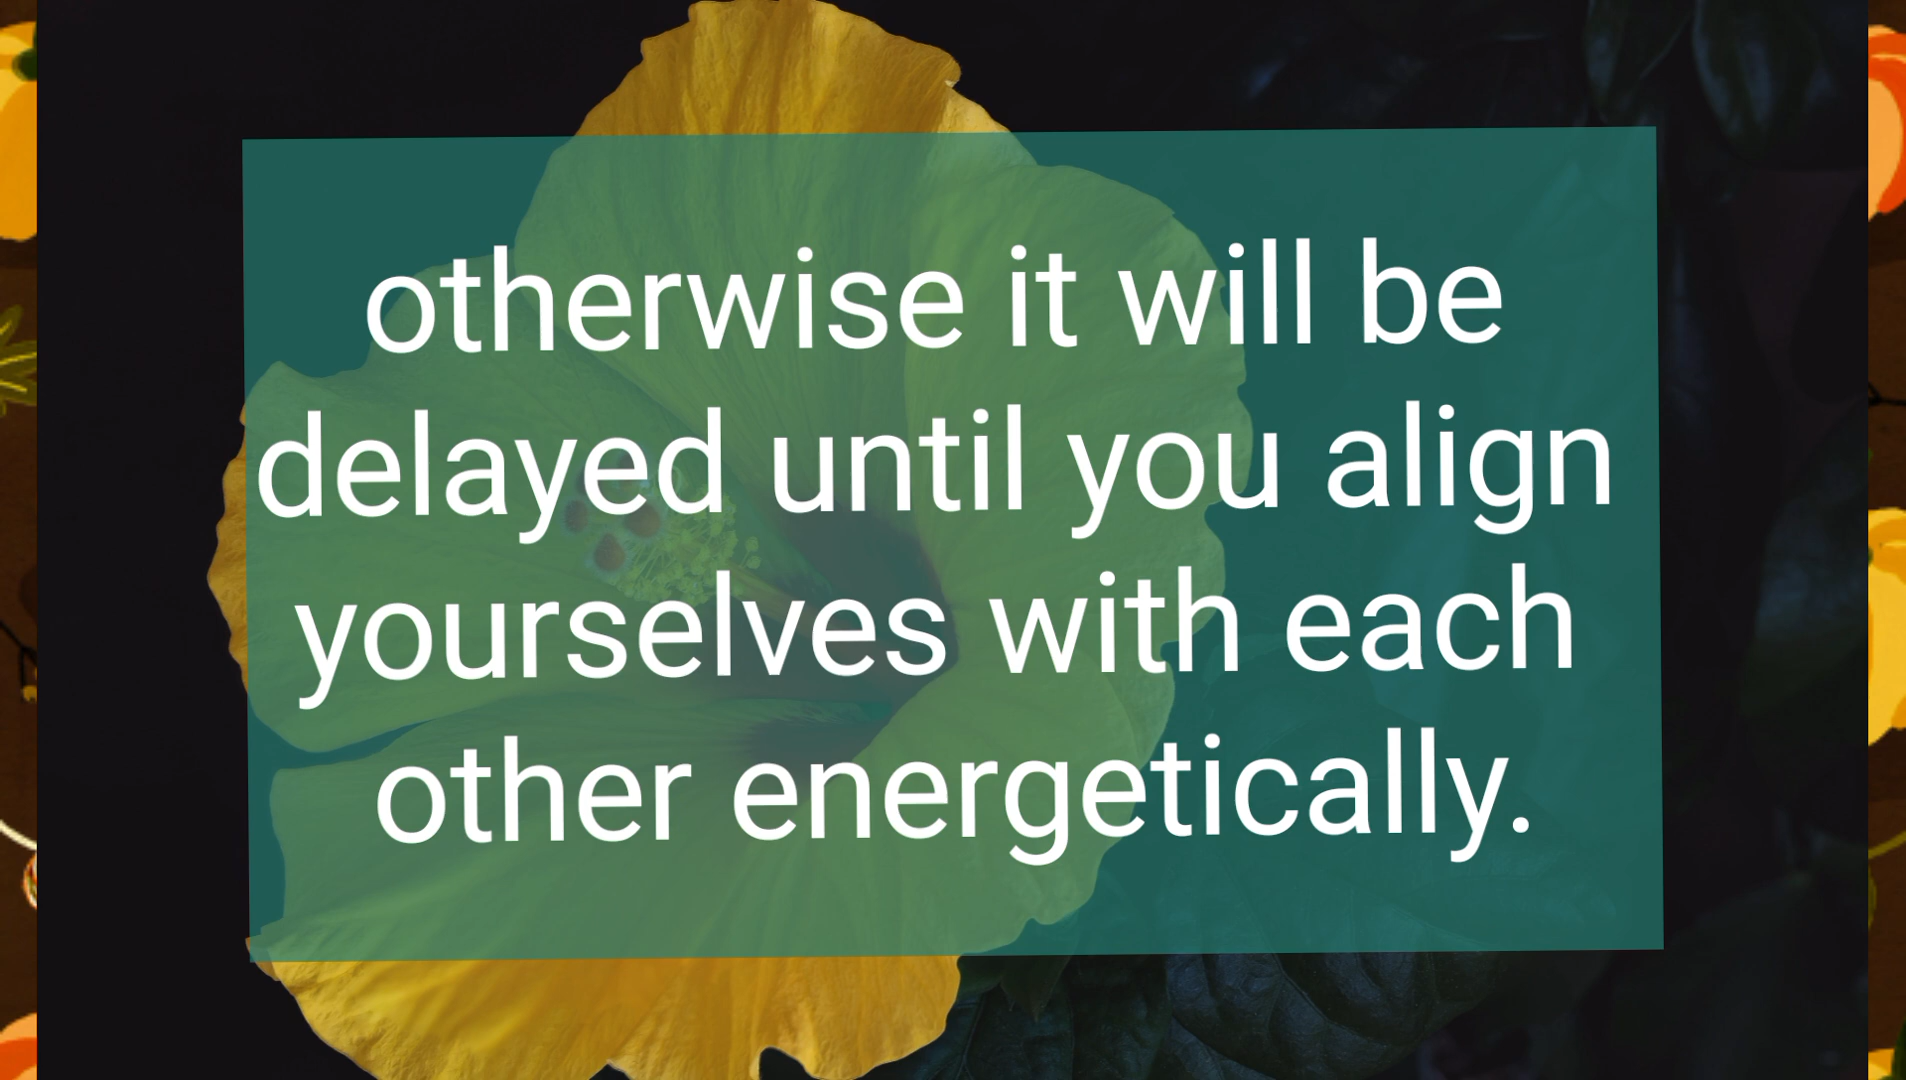 otherwise it will be
delayed until you align
yourselves with each
other energetically.